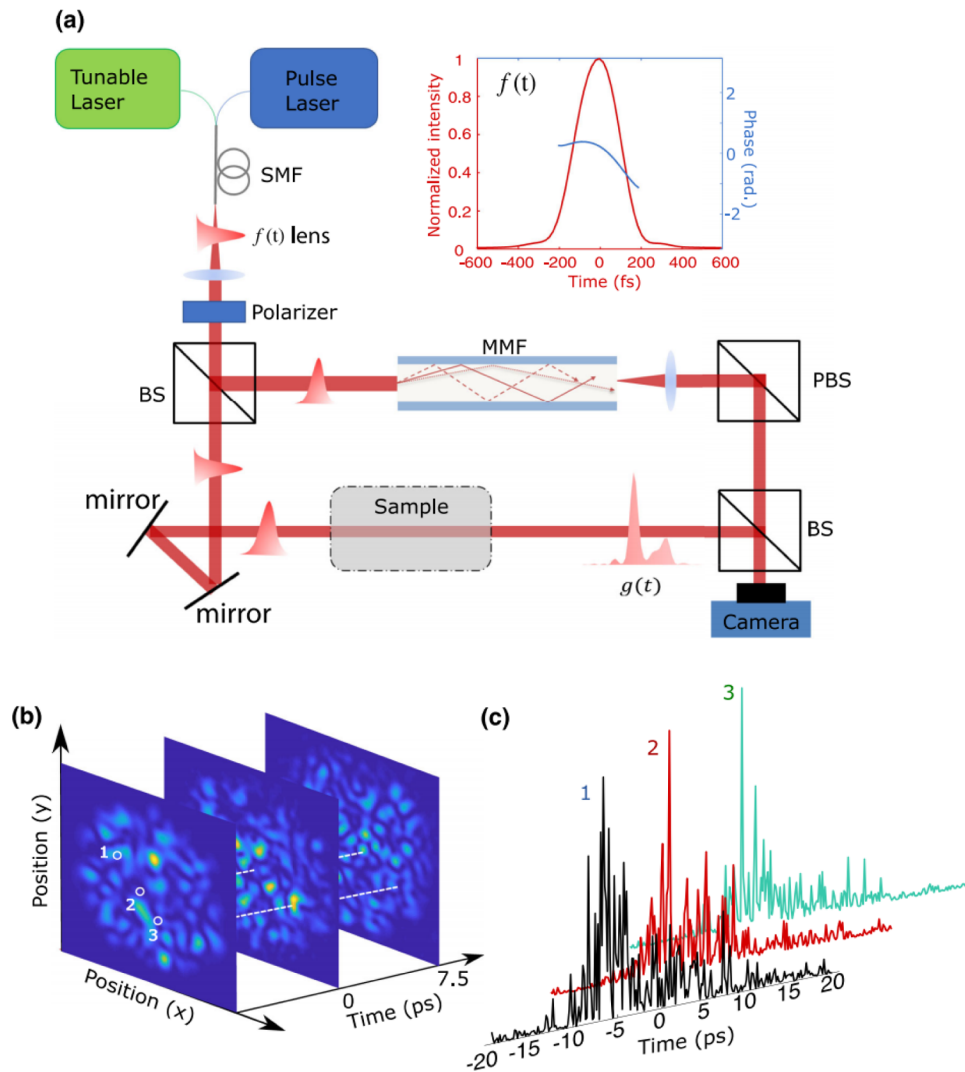 (a)
Tunable
Laser
Pulse
Laser
SMF
f(t) lens
Polarizer
BS
MMF
PBS
mirror
mirror
Sample
g(t)
BS
Camera
f(t)
Normalized intensity
1
0.8
0.6
0.4
0.2
0
-600 -400 -200 0 200 400 600
Time (fs)
2
0
-2
Phase (rad.)
(b)
Position (y)
Position (x)
1
2
3
0
7.5
Time (ps)
(c)
1
2
3
-20 -15 -10 -5 0 5 10 15 20
Time (ps)